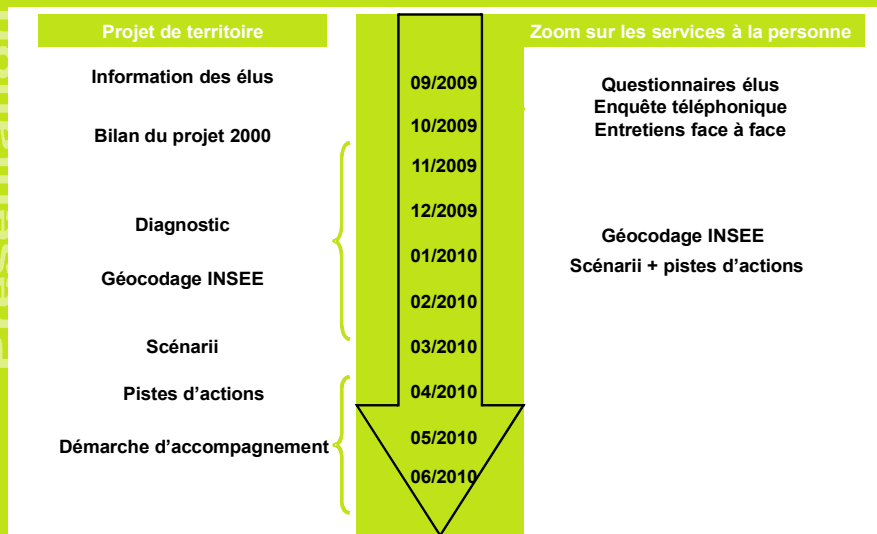 Projet de territoire
Zoom sur les services à la personne
Information des élus
Bilan du projet 2000
Diagnostic
Géocodage INSEE
Scénarii
Pistes d'actions
Démarche d'accompagnement
09/2009
10/2009
11/2009
12/2009
01/2010
02/2010
03/2010
04/2010
05/2010
06/2010
Questionnaires élus
Enquête téléphonique
Entretiens face à face
Géocodage INSEE
Scénarii + pistes d'actions